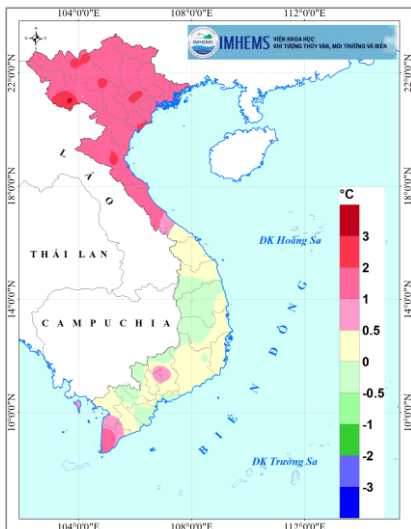 104°0'0"E 108°0'0"E 112°0'0"E
IMHEMS VIỆN KHOA HỌC
KHÍ TƯỢNG THỦY VĂN, MÔI TRƯỜNG VÀ BIỂN
22°0'0"N
22°0'0"N
LÀO
18°0'0"N
18°0'0"N
°C
3
2
1
0.5
0
-0.5
-1
-2
-3
ĐK Hoàng Sa
THÁI LAN
14°0'0"N
14°0'0"N
CAMPUCHIA
BIỂN ĐÔNG
10°0'0"N
10°0'0"N
ĐK Trường Sa
104°0'0"E 108°0'0"E 112°0'0"E